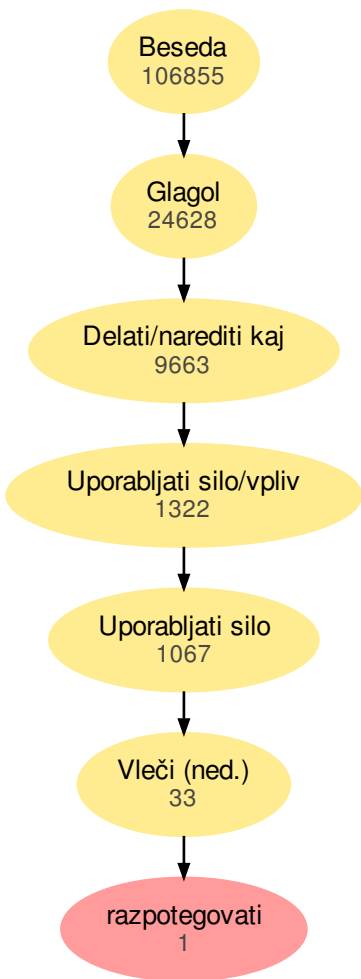 Beseda
106855
Glagol
24628
Delati/narediti kaj
9663
Uporabljati silo/vpliv
1322
Uporabljati silo
1067
Vleči (ned.)
33
razpotegovati
1